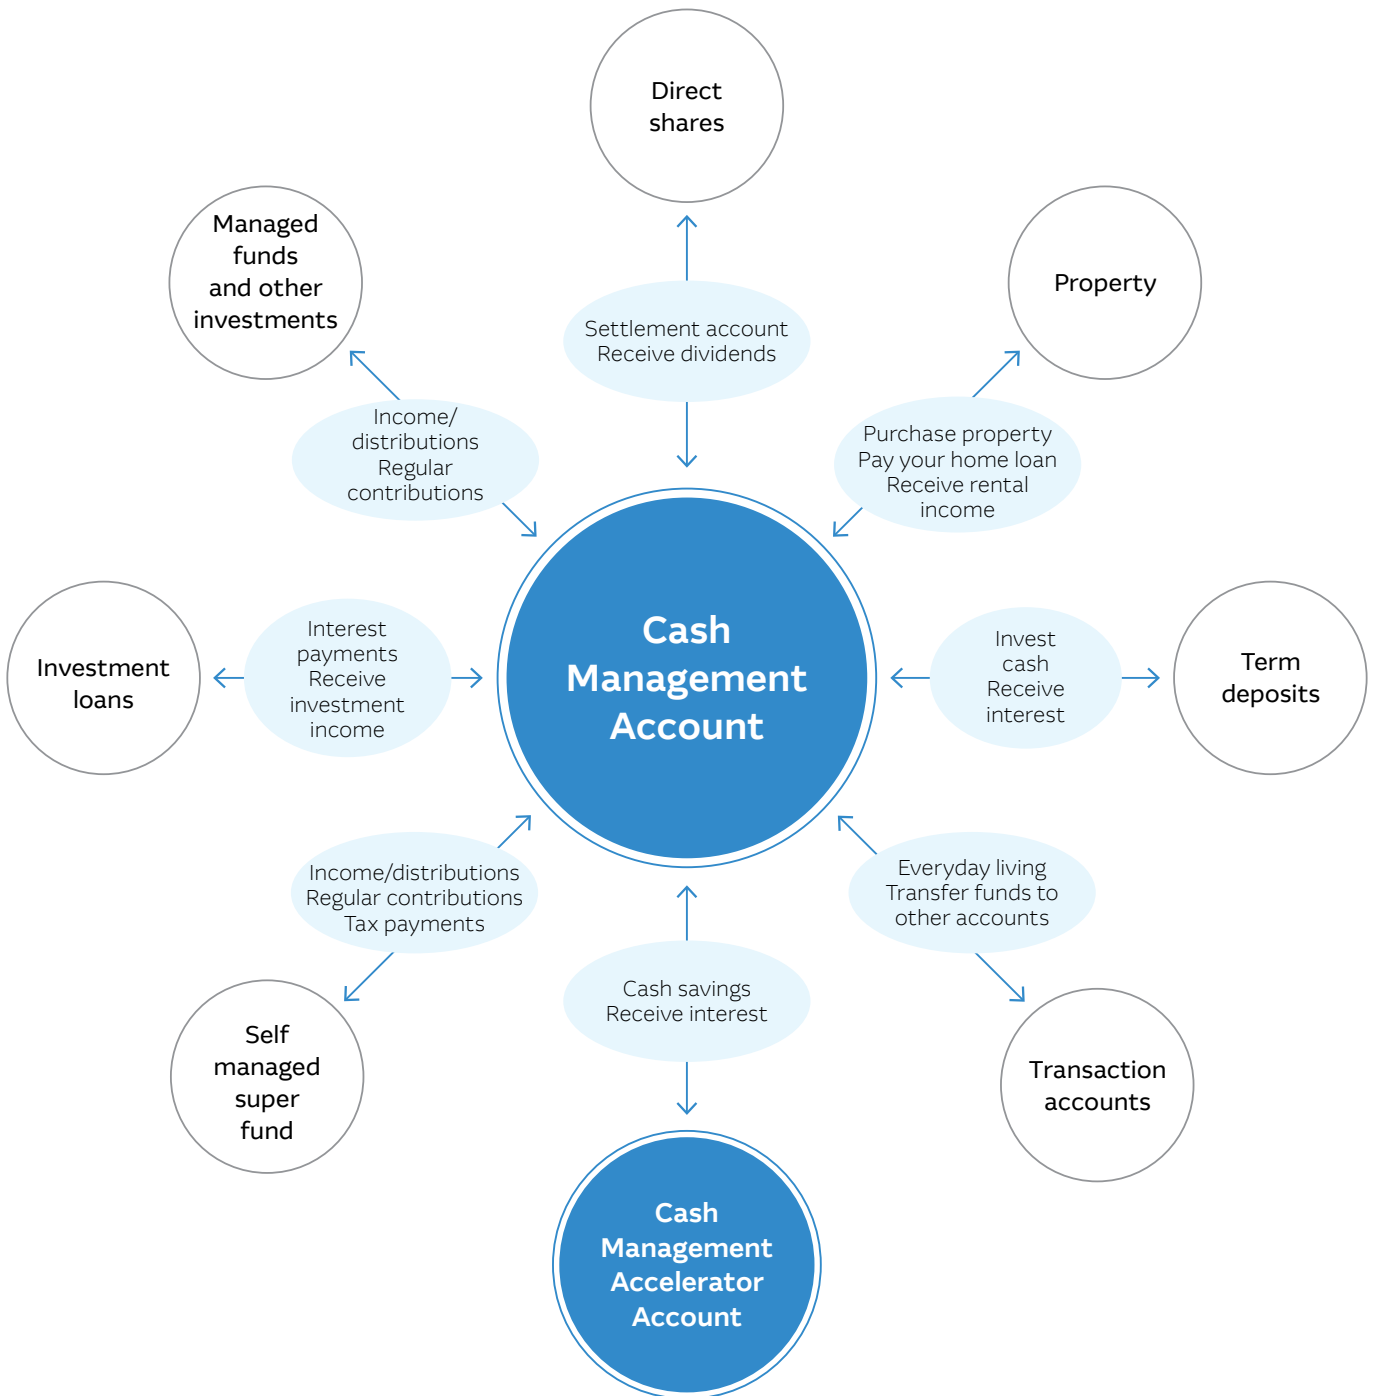 Direct
shares
Managed
funds
and other
investments
Property
Settlement account
Receive dividends
Income/
distributions
Regular
contributions
Purchase property
Pay your home loan
Receive rental
income
Investment
loans
Interest
payments
Receive
investment
income
Cash
Management
Account
Invest
cash
Receive
interest
Term
deposits
Income/distributions
Regular contributions
Tax payments
Everyday living
Transfer funds to
other accounts
Cash savings
Receive interest
Self
managed
super
fund
Transaction
accounts
Cash
Management
Accelerator
Account